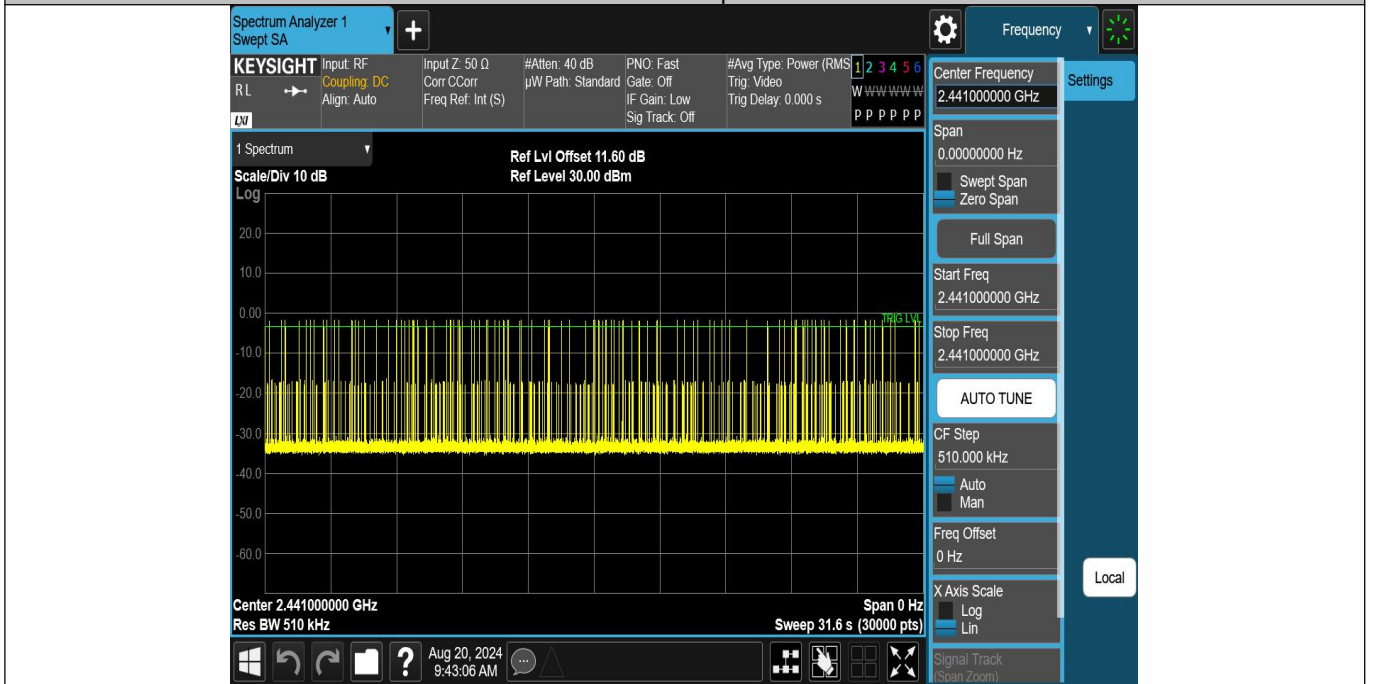 Spectrum Analyzer 1
Swept SA
+
Frequency
KEYSIGHT
R L
LXI
Input: RF
Coupling: DC
Align: Auto
Input Z: 50 Ω
Corr CCorr
Freq Ref: Int (S)
#Atten: 40 dB
µW Path: Standard
PNO: Fast
Gate: Off
IF Gain: Low
Sig Track: Off
#Avg Type: Power (RMS
Trig: Video
Trig Delay: 0.000 s
1 2 3 4 5 6
W W W W W W
P P P P P P
Center Frequency
2.441000000 GHz
Settings
Span
0.00000000 Hz
Swept Span
Zero Span
Full Span
Start Freq
2.441000000 GHz
Stop Freq
2.441000000 GHz
AUTO TUNE
CF Step
510.000 kHz
Auto
Man
Freq Offset
0 Hz
X Axis Scale
Log
Lin
Signal Track
(Span Zoom)
Local
1 Spectrum
Scale/Div 10 dB
Ref Lvl Offset 11.60 dB
Ref Level 30.00 dBm
Log
20.0
10.0
0.00
-10.0
-20.0
-30.0
-40.0
-50.0
-60.0
TRIG LVL
Center 2.441000000 GHz
Span 0 Hz
Res BW 510 kHz
Sweep 31.6 s (30000 pts)
?
Aug 20, 2024
9:43:06 AM